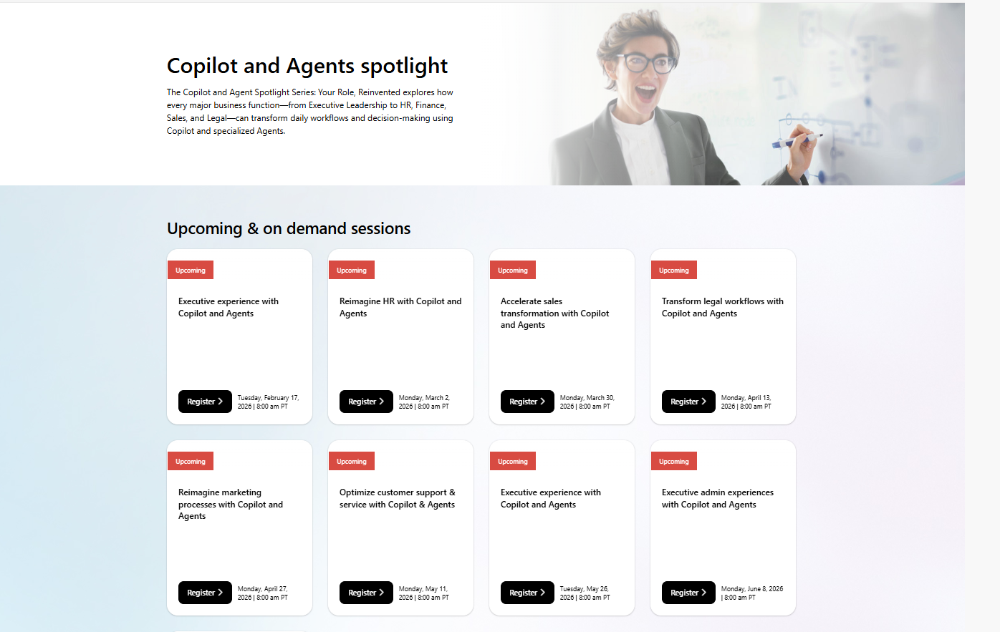 Copilot and Agents spotlight
The Copilot and Agent Spotlight Series: Your Role, Reinvented explores how
every major business function—from Executive Leadership to HR, Finance,
Sales, and Legal—can transform daily workflows and decision-making using
Copilot and specialized Agents.
IN
Upcoming & on demand sessions
Upcoming
Executive experience with
Copilot and Agents
Register
Tuesday, February 17,
2026 | 8:00 am PT
Upcoming
Reimagine HR with Copilot and
Agents
Register
Monday, March 2,
2026 | 8:00 am PT
Upcoming
Accelerate sales
transformation with Copilot
and Agents
Register
Monday, March 30,
2026 | 8:00 am PT
Upcoming
Transform legal workflows with
Copilot and Agents
Register
Monday, April 13,
2026 | 8:00 am PT
Upcoming
Reimagine marketing
processes with Copilot and
Agents
Register
Monday, April 27,
2026 | 8:00 am PT
Upcoming
Optimize customer support &
service with Copilot & Agents
Register
Monday, May 11,
2026 | 8:00 am PT
Upcoming
Executive experience with
Copilot and Agents
Register
Tuesday, May 26,
2026 | 8:00 am PT
Upcoming
Executive admin experiences
with Copilot and Agents
Register
Monday, June 8, 2026
| 8:00 am PT